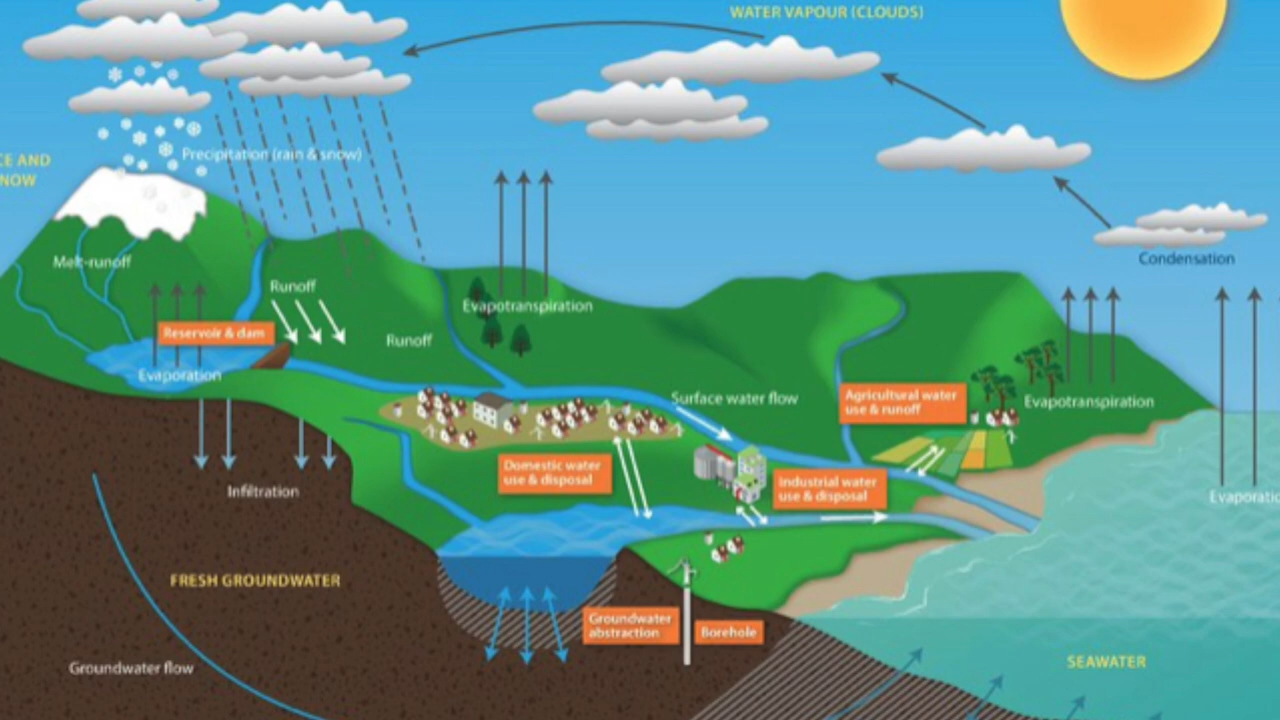 WATER VAPOUR (CLOUDS)
Precipitation (rain & snow)
CE AND
NOW
Condensation
Melt-runoff
Runoff
Evapotranspiration
Reservoir & dam
Runoff
Evaporation
Surface water flow
Agricultural water
use & runoff
Evapotranspiration
Domestic water
use & disposal
Industrial water
use & disposal
Infiltration
Evaporatio
FRESH GROUNDWATER
Groundwater
abstraction
Borehole
Groundwater flow
SEAWATER